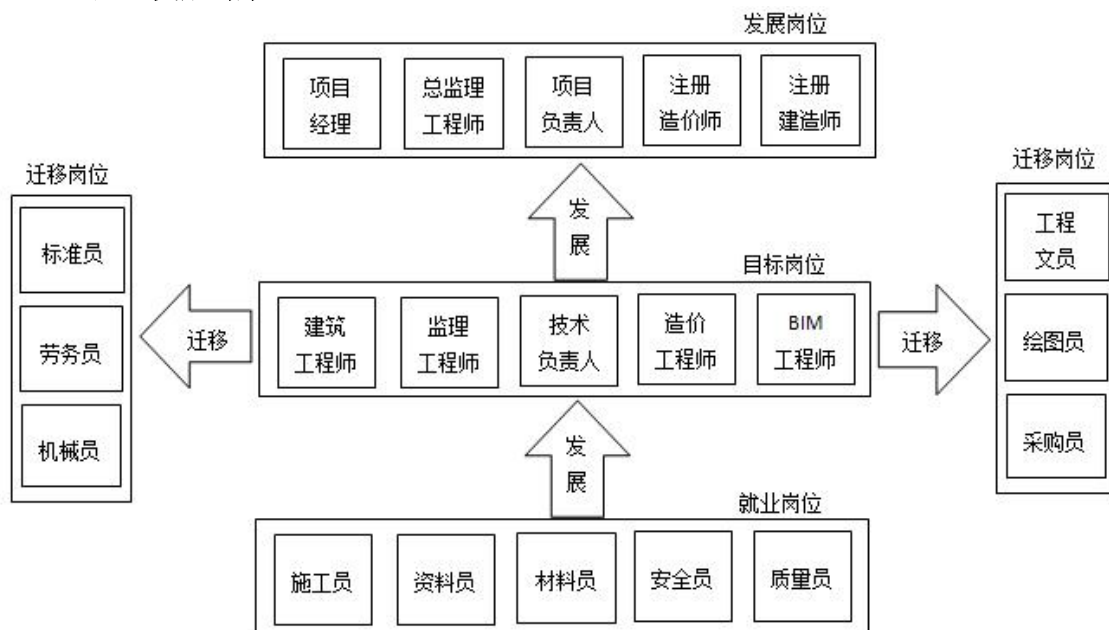 发展岗位
项目
经理
总监理
工程师
项目
负责人
注册
造价师
注册
建造师
发
展
迁移岗位
标准员
劳务员
机械员
迁移
目标岗位
建筑
工程师
监理
工程师
技术
负责人
造价
工程师
BIM
工程师
迁移
迁移岗位
工程
文员
绘图员
采购员
发
展
就业岗位
施工员
资料员
材料员
安全员
质量员